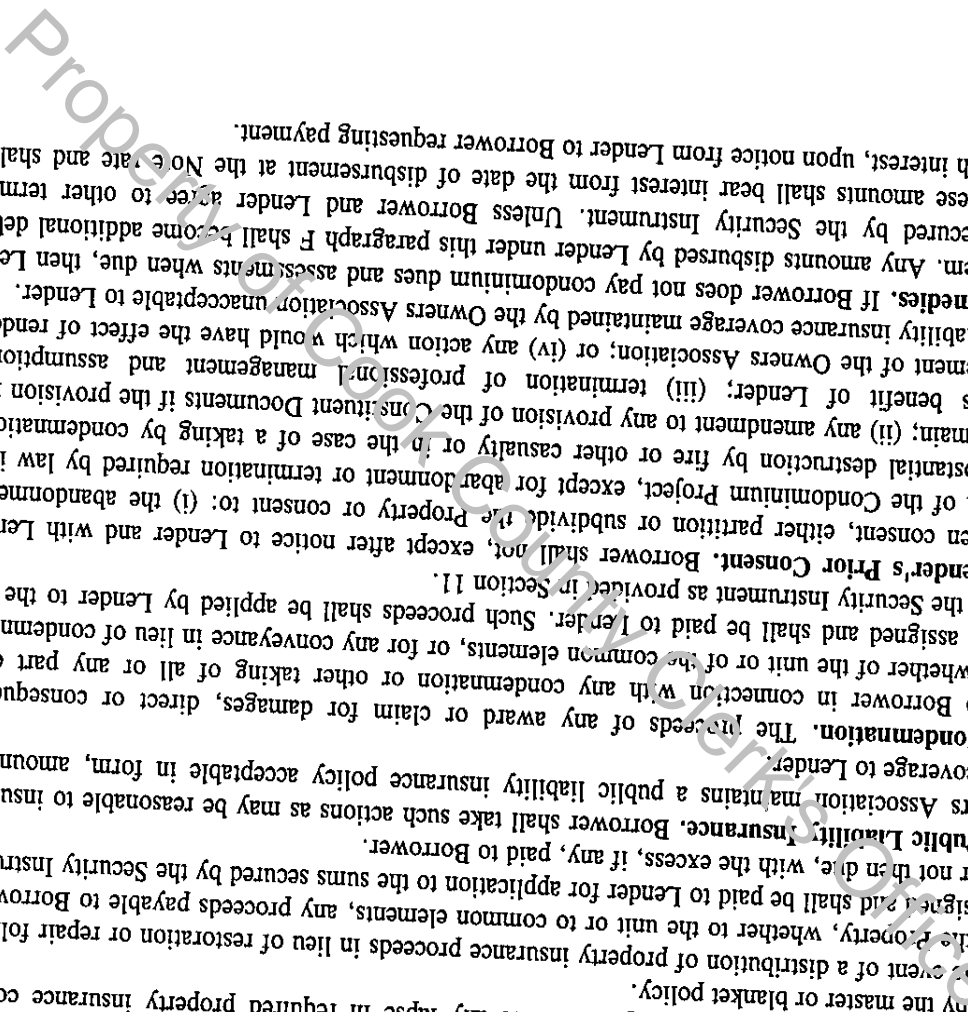 lapse in required property insurance co
ny the master or blanket policy.
event of a distribution of property insurance proceeds in lieu of restoration or repair fol
the Property, whether to the unit or to common elements, any proceeds payable to Borrow
signed and shall be paid to Lender for application to the sums secured by the Security Instru
r not then due, with the excess, if any, paid to Borrower.
ublic Liability Insurance. Borrower shall take such actions as may be reasonable to insu
rs Association maintains a public liability insurance policy acceptable in form, amoun
overage to Lender.
ondemnation. The proceeds of any award or claim for damages, direct or conseque
Borrower in connection with any condemnation or other taking of all or any part
whether of the unit or of the common elements, or for any conveyance in lieu of condemn
assigned and shall be paid to Lender. Such proceeds shall be applied by Lender to the
the Security Instrument as provided in Section 11.
ender's Prior Consent. Borrower shall not, except after notice to Lender and with Len
en consent, either partition or subdivide the Property or consent to: (i) the abandonme
of the Condominium Project, except for abandonment or termination required by law i
bstantial destruction by fire or other casualty or in the case of a taking by condemnatio
main; (ii) any amendment to any provision of the Constituent Documents if the provision
s benefit of Lender; (iii) termination of professional management and assumption
ement of the Owners Association; or (iv) any action which would have the effect of rende
ability insurance coverage maintained by the Owners Association unacceptable to Lender.
medies. If Borrower does not pay condominium dues and assessments when due, then Le
em. Any amounts disbursed by Lender under this paragraph F shall become additional deb
ecured by the Security Instrument. Unless Borrower and Lender agree to other term
ese amounts shall bear interest from the date of disbursement at the Note rate and shal
h interest, upon notice from Lender to Borrower requesting payment.
Property of Cook County Clerk's Office